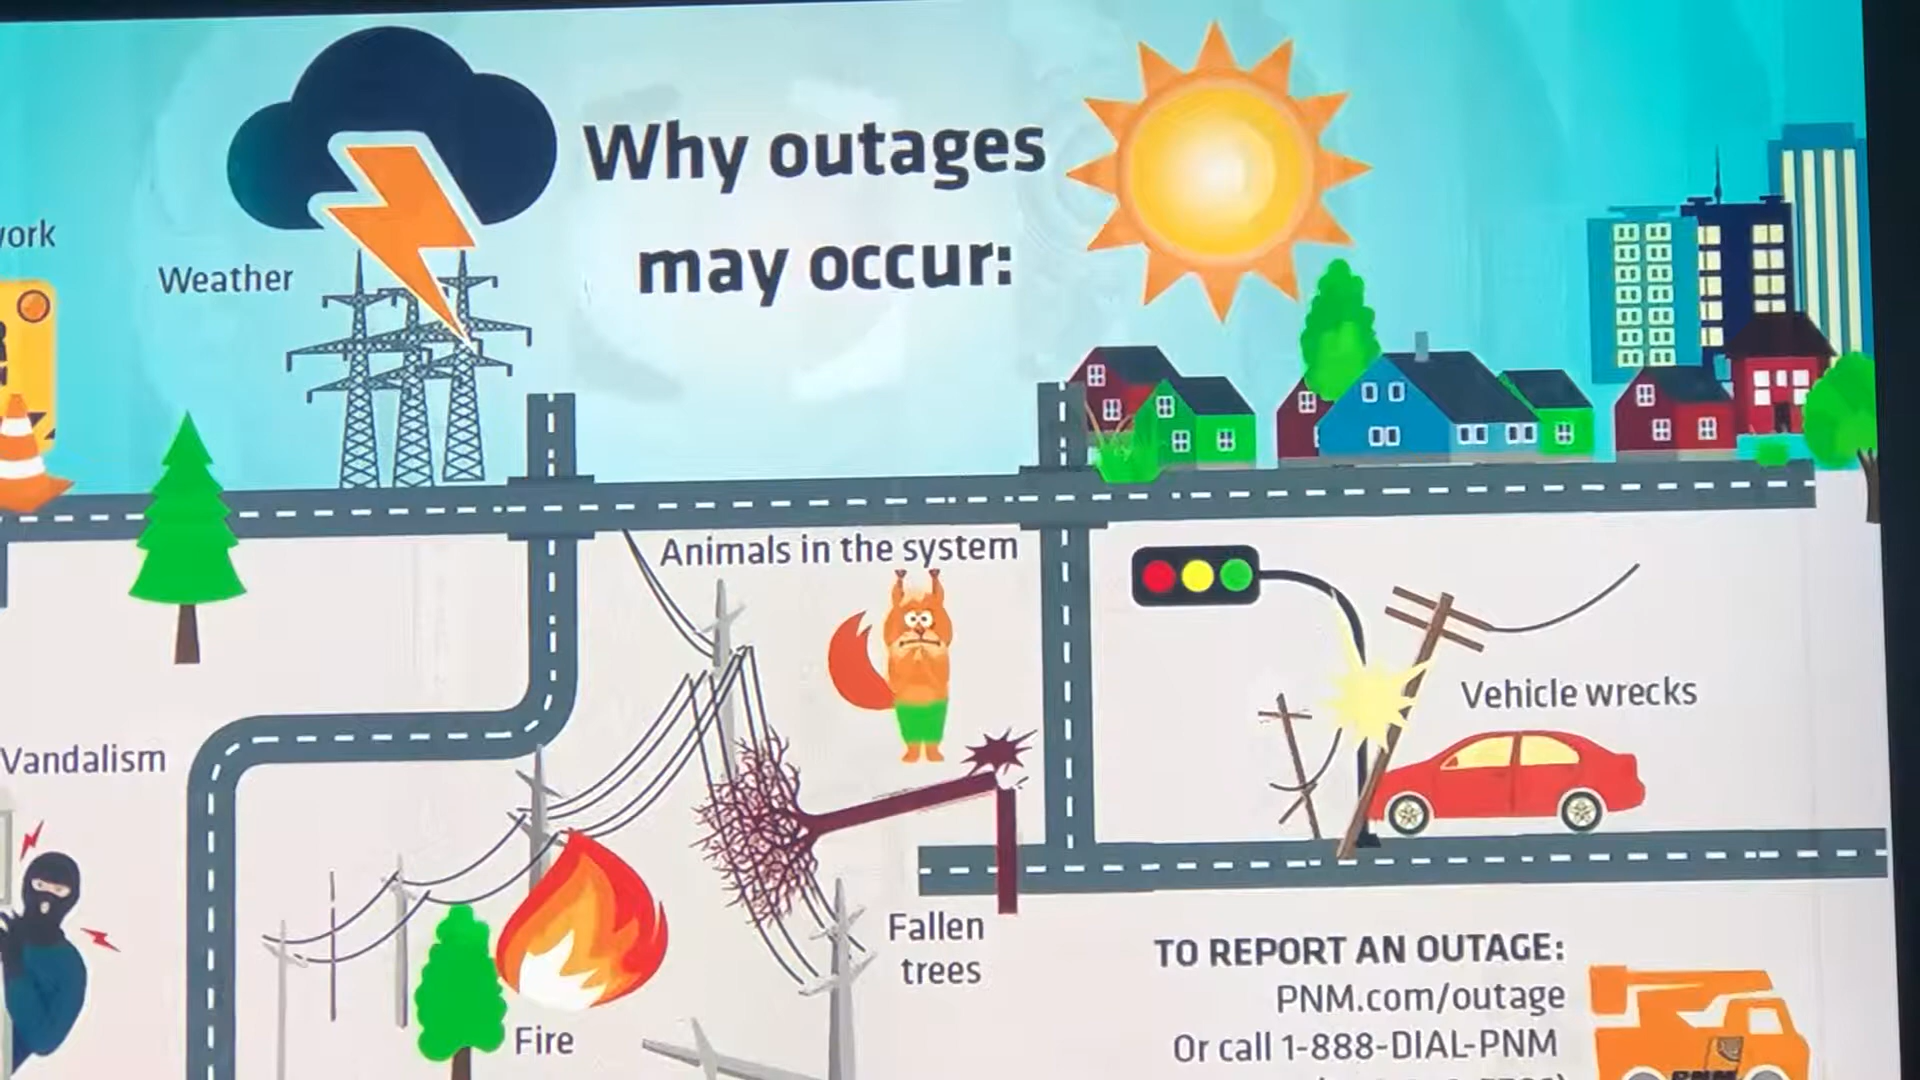 Why outages
may occur:
Weather
Animals in the system
Vehicle wrecks
Vandalism
Fallen
trees
Fire
TO REPORT AN OUTAGE:
PNM.com/outage
Or call 1-888-DIAL-PNM